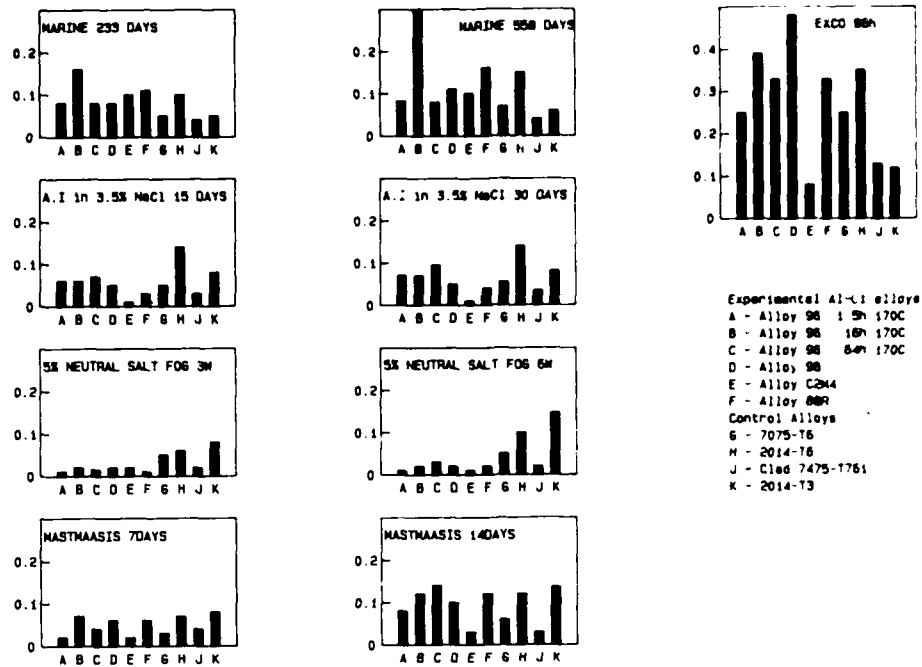 MARINE 233 DAYS
0.2
0.1
0
A B C D E F G H J K
MARINE 558 DAYS
0.2
0.1
0
A B C D E F G H J K
EXCO 96h
0.4
0.3
0.2
0.1
0
A B C D E F G H J K
A.I in 3.5% NaCl 15 DAYS
0.2
0.1
0
A B C D E F G H J K
A.I in 3.5% NaCl 30 DAYS
0.2
0.1
0
A B C D E F G H J K
Experimental Al-Li alloys
A - Alloy 98 1.5h 170C
B - Alloy 98 16h 170C
C - Alloy 98 64h 170C
D - Alloy 98
E - Alloy
F - Alloy
Control Alloys
G - 7075-T6
H - 2014-T6
J - Clad 7475-T761
K - 2014-T3
5% NEUTRAL SALT FOG 3W
0.2
0.1
0
A B C D E F G H J K
5% NEUTRAL SALT FOG 6W
0.2
0.1
0
A B C D E F G H J K
MASTMAASIS 7DAYS
0.2
0.1
0
A B C D E F G H J K
MASTMAASIS 14DAYS
0.2
0.1
0
A B C D E F G H J K